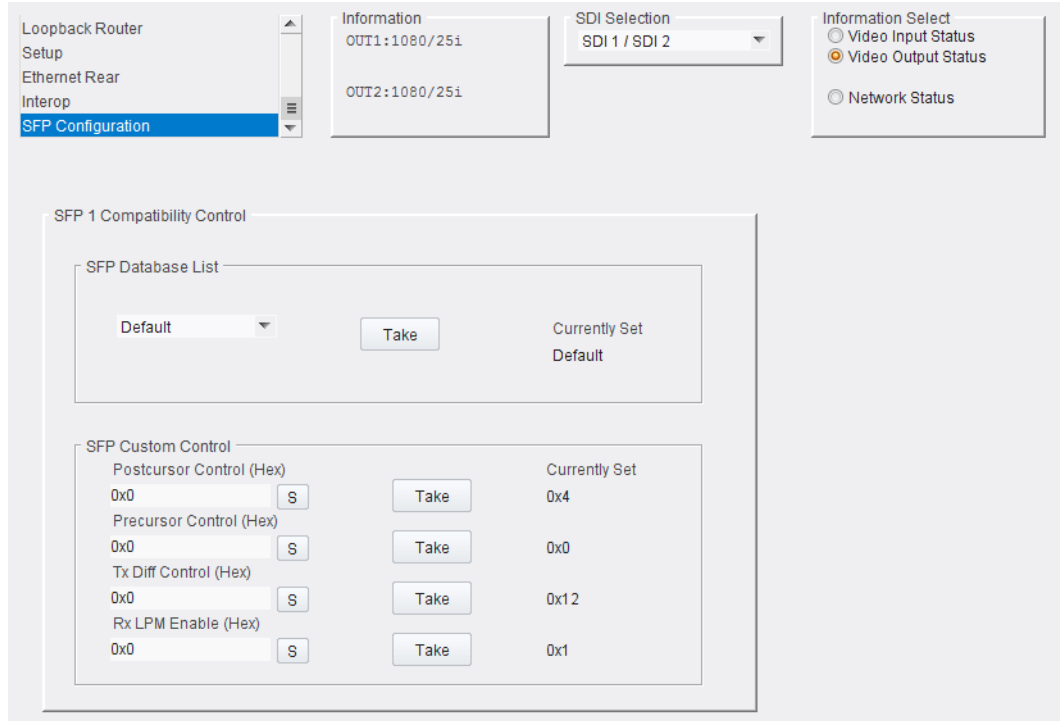 Loopback Router
Setup
Ethernet Rear
Interop
SFP Configuration
Information
OUT1:1080/25i
OUT2:1080/25i
SDI Selection
SDI 1 / SDI 2
Information Select
Video Input Status
Video Output Status
Network Status
SFP 1 Compatibility Control
SFP Database List
Default
Take
Currently Set
Default
SFP Custom Control
Postcursor Control (Hex)
Currently Set
0x0 S Take 0x4
Precursor Control (Hex)
0x0 S Take 0x0
Tx Diff Control (Hex)
0x0 S Take 0x12
Rx LPM Enable (Hex)
0x0 S Take 0x1